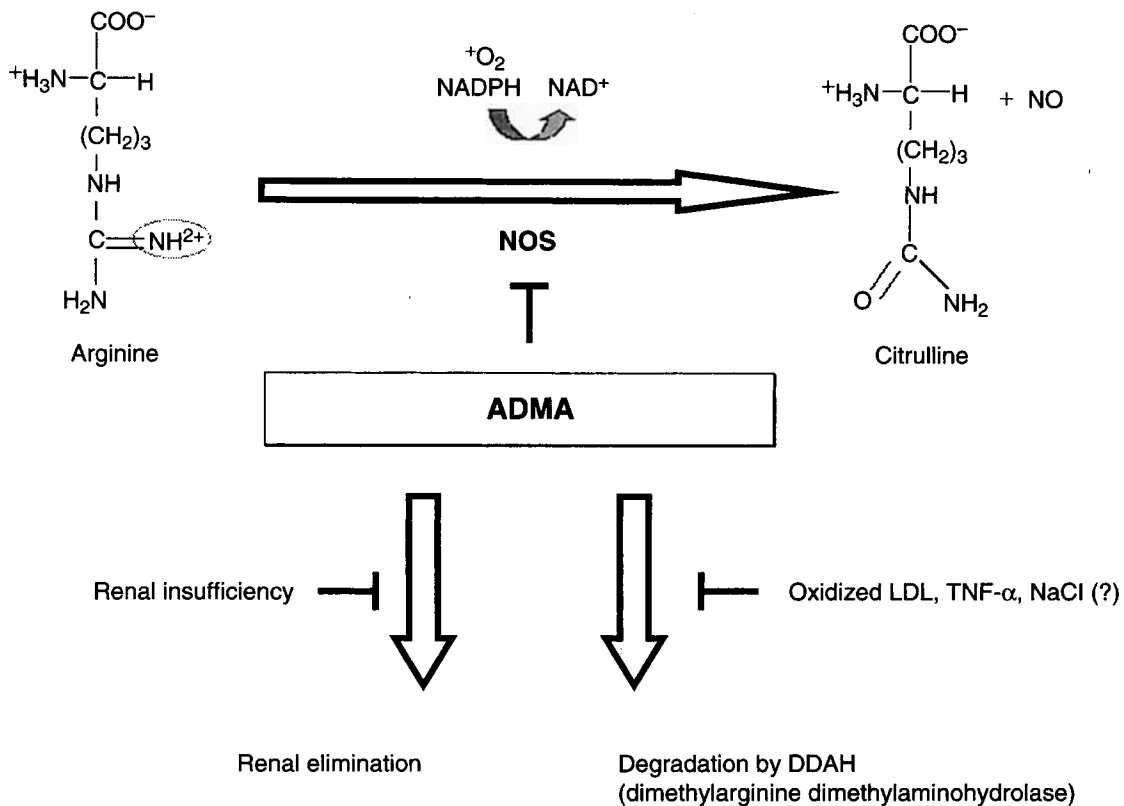 COO⁻
⁺H₃N—C—H
(CH₂)₃
NH
C=NH²⁺
H₂N
Arginine
⁺O₂
NADPH NAD⁺
NOS
COO⁻
⁺H₃N—C—H + NO
(CH₂)₃
NH
C
O NH₂
Citrulline
ADMA
Renal insufficiency
Oxidized LDL, TNF-α, NaCl (?)
Renal elimination
Degradation by DDAH
(dimethylarginine dimethylaminohydrolase)